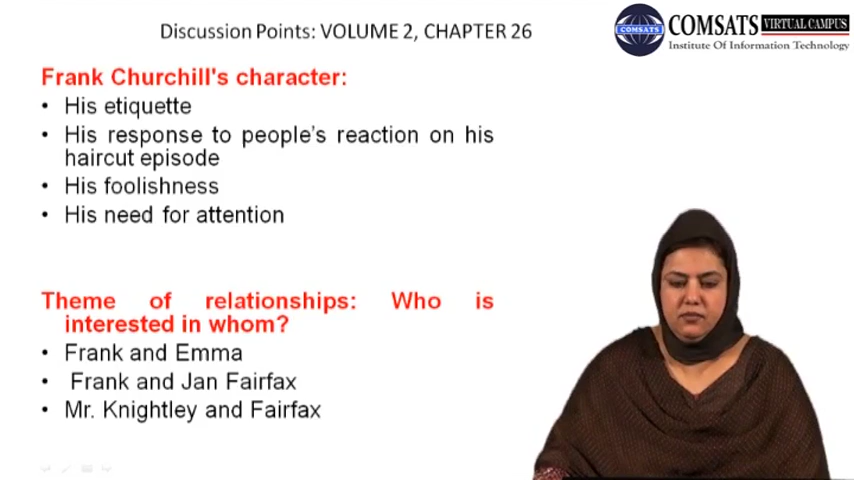 Discussion Points: VOLUME 2, CHAPTER 26
COMSATS
COMSATS VIRTUAL CAMPUS
Institute Of Information Technology
Frank Churchill's character:
• His etiquette
• His response to people's reaction on his
haircut episode
• His foolishness
• His need for attention
Theme of relationships: Who is
interested in whom?
• Frank and Emma
• Frank and Jan Fairfax
• Mr. Knightley and Fairfax